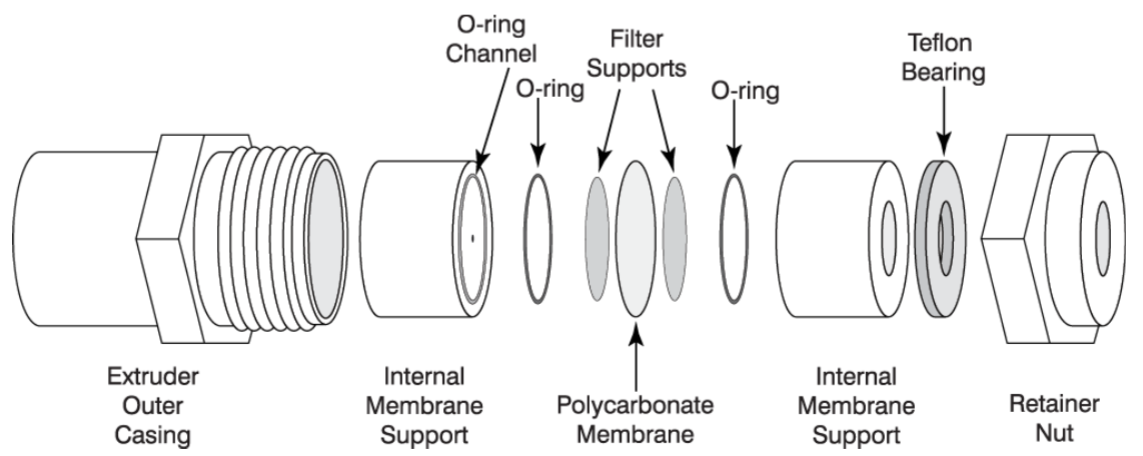 O-ring
Channel
O-ring
Filter
Supports
O-ring
Teflon
Bearing
Extruder
Outer
Casing
Internal
Membrane
Support
Polycarbonate
Membrane
Internal
Membrane
Support
Retainer
Nut